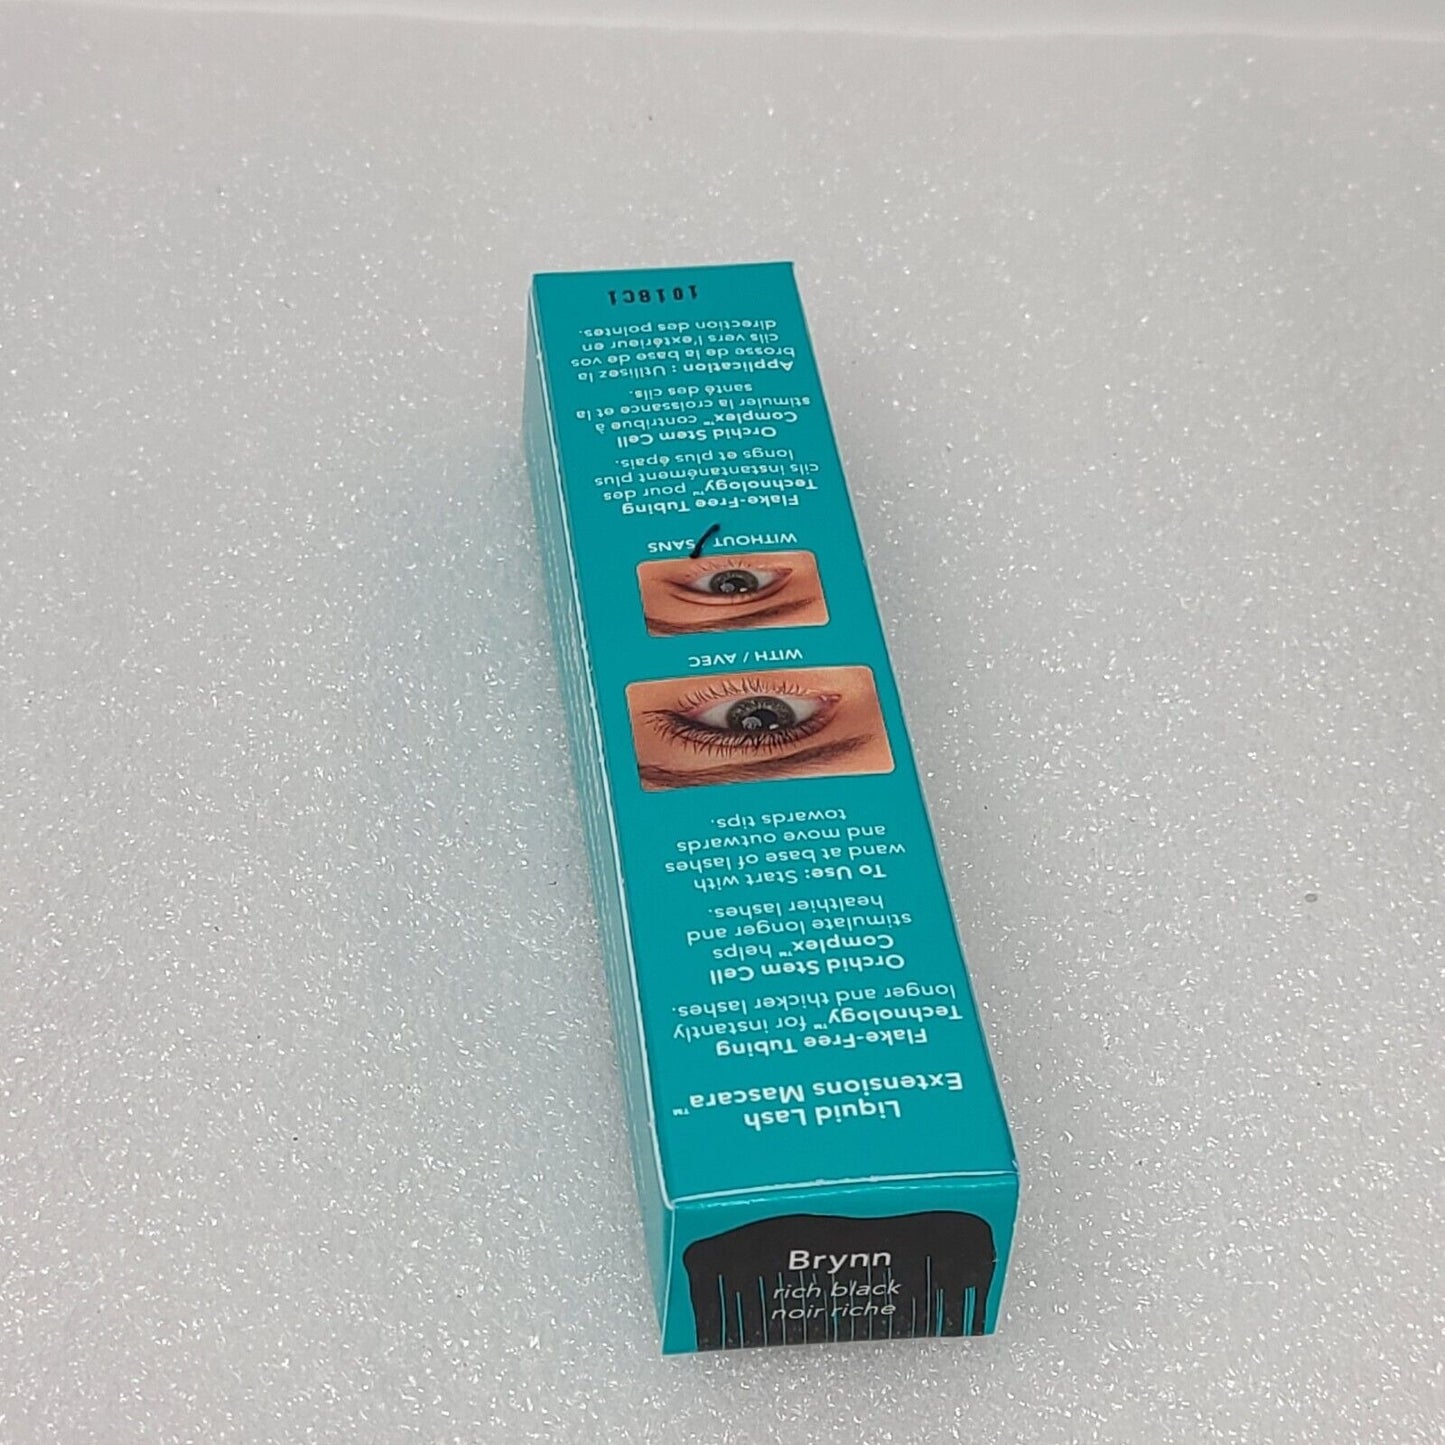 Liquid Lash
Extensions Mascara™
Flake-Free Tubing
Technology™ for instantly
longer and thicker lashes.
Orchid Stem Cell
Complex™ helps
stimulate longer and
healthier lashes.
To Use: Start with
wand at base of lashes
and move outwards
towards tips.
WITH / AVEC
WITHOUT / SANS
Flake-Free Tubing
Technology™ pour des
cils instantanément plus
longs et plus épais.
Orchid Stem Cell
Complex™ contribue à
stimuler la croissance et la
santé des cils.
Application : Utilisez la
brosse de la base de vos
cils vers l'extérieur en
direction des pointes.
1018C1
Brynn
rich black
noir riche